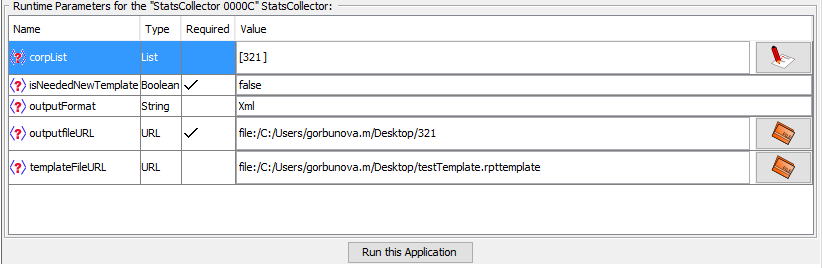 Runtime Parameters for the "StatsCollector 0000C" StatsCollector:
Name Type Required Value
corpList List [321]
isNeededNewTemplate Boolean false
outputFormat String Xml
outputfileURL URL file:/C:/Users/gorbunova.m/Desktop/321
templateFileURL URL file:/C:/Users/gorbunova.m/Desktop/testTemplate.rpttemplate
Run this Application